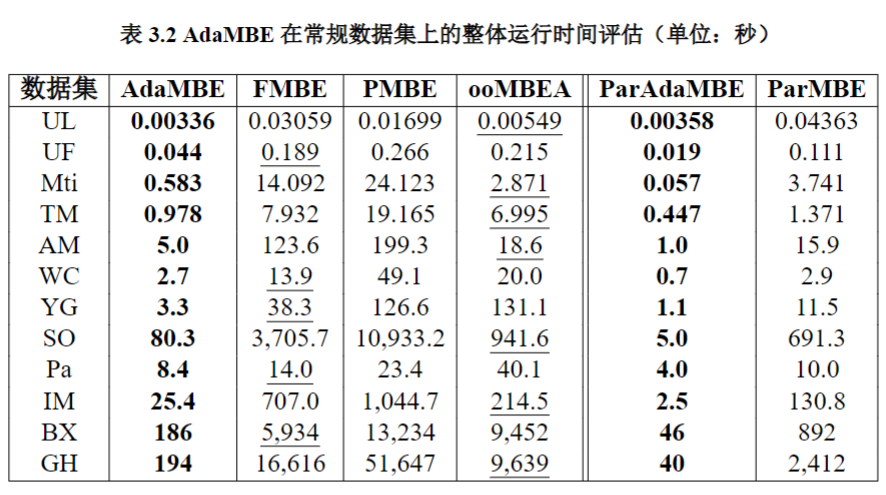 表 3.2 AdaMBE 在常规数据集上的整体运行时间评估（单位：秒）
数据集 AdaMBE FMBE PMBE ooMBEA ParAdaMBE ParMBE
UL 0.00336 0.03059 0.01699 0.00549 0.00358 0.04363
UF 0.044 0.189 0.266 0.215 0.019 0.111
Mti 0.583 14.092 24.123 2.871 0.057 3.741
TM 0.978 7.932 19.165 6.995 0.447 1.371
AM 5.0 123.6 199.3 18.6 1.0 15.9
WC 2.7 13.9 49.1 20.0 0.7 2.9
YG 3.3 38.3 126.6 131.1 1.1 11.5
SO 80.3 3,705.7 10,933.2 941.6 5.0 691.3
Pa 8.4 14.0 23.4 40.1 4.0 10.0
IM 25.4 707.0 1,044.7 214.5 2.5 130.8
BX 186 5,934 13,234 9,452 46 892
GH 194 16,616 51,647 9,639 40 2,412